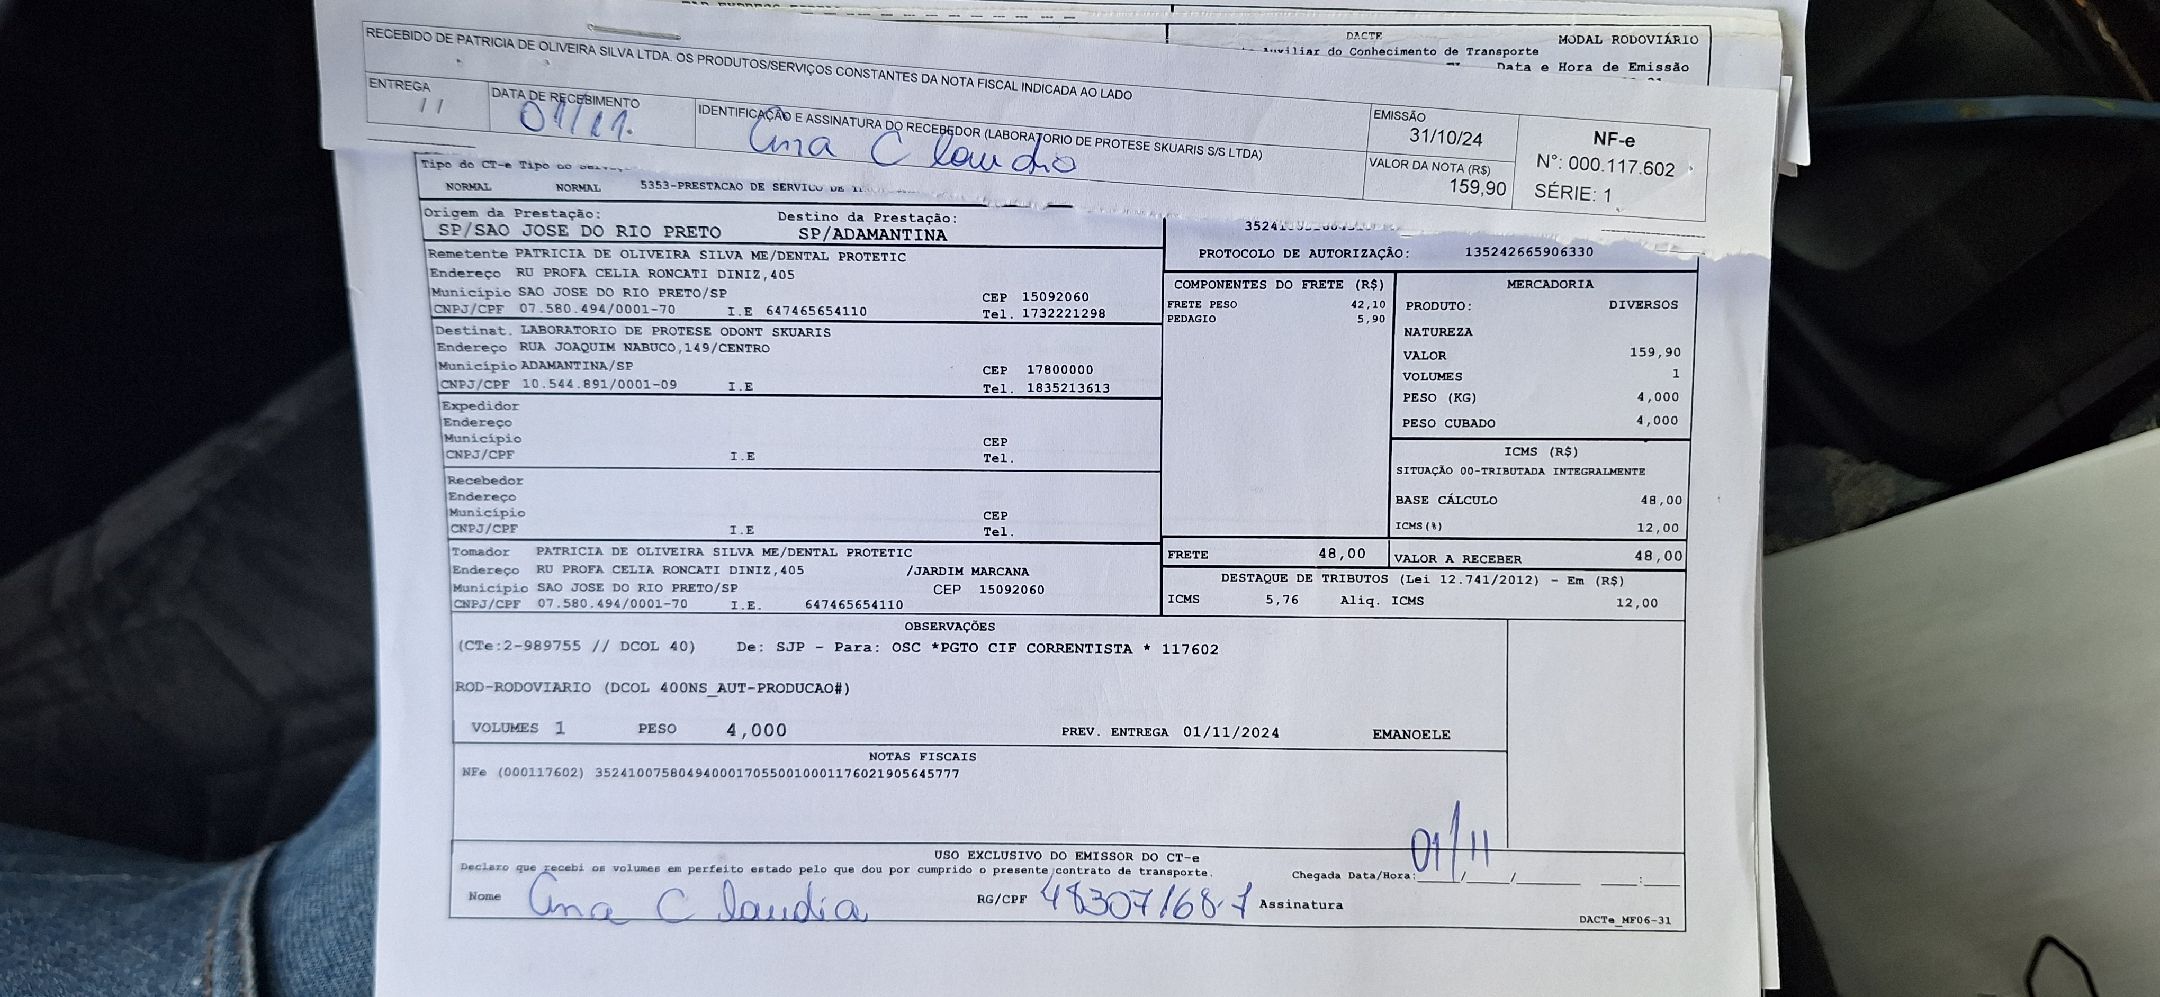 DACTE
MODAL RODOVIÁRIO
Auxiliar do Conhecimento de Transporte
Data e Hora de Emissão
RECEBIDO DE PATRICIA DE OLIVEIRA SILVA LTDA. OS PRODUTOS/SERVIÇOS CONSTANTES DA NOTA FISCAL INDICADA AO LADO
ENTREGA
11
DATA DE RECEBIMENTO
01/11.
IDENTIFICAÇÃO E ASSINATURA DO RECEBEDOR (LABORATORIO DE PROTESE SKUARIS S/S LTDA)
Ana Claudia
EMISSÃO
31/10/24
VALOR DA NOTA (R$)
159,90
NF-e
Nº: 000.117.602
SÉRIE: 1
Tipo do CT-e Tipo do
NORMAL NORMAL 5353-PRESTACAO DE SERVICO DE
Origem da Prestação: Destino da Prestação:
SP/SAO JOSE DO RIO PRETO SP/ADAMANTINA
PROTOCOLO DE AUTORIZAÇÃO: 135242665906330
Remetente PATRICIA DE OLIVEIRA SILVA ME/DENTAL PROTETIC
Endereço RU PROFA CELIA RONCATI DINIZ,405
Município SAO JOSE DO RIO PRETO/SP CEP 15092060
CNPJ/CPF 07.580.494/0001-70 I.E 647465654110 Tel. 1732221298
Destinat. LABORATORIO DE PROTESE ODONT SKUARIS
Endereço RUA JOAQUIM NABUCO,149/CENTRO
Município ADAMANTINA/SP CEP 17800000
CNPJ/CPF 10.544.891/0001-09 I.E Tel. 1835213613
Expedidor
Endereço
Município CEP
CNPJ/CPF I.E Tel.
Recebedor
Endereço
Município CEP
CNPJ/CPF I.E Tel.
Tomador PATRICIA DE OLIVEIRA SILVA ME/DENTAL PROTETIC
Endereço RU PROFA CELIA RONCATI DINIZ,405 /JARDIM MARCANA
Município SAO JOSE DO RIO PRETO/SP CEP 15092060
CNPJ/CPF 07.580.494/0001-70 I.E. 647465654110
COMPONENTES DO FRETE (R$)
FRETE PESO 42,10
PEDAGIO 5,90
MERCADORIA
PRODUTO: DIVERSOS
NATUREZA
VALOR 159,90
VOLUMES 1
PESO (KG) 4,000
PESO CUBADO 4,000
ICMS (R$)
SITUAÇÃO 00-TRIBUTADA INTEGRALMENTE
BASE CÁLCULO 48,00
ICMS(%) 12,00
FRETE 48,00 VALOR A RECEBER 48,00
DESTAQUE DE TRIBUTOS (Lei 12.741/2012) - Em (R$)
ICMS 5,76 Aliq. ICMS 12,00
OBSERVAÇÕES
(CTe:2-989755 // DCOL 40) De: SJP - Para: OSC *PGTO CIF CORRENTISTA * 117602
ROD-RODOVIARIO (DCOL 400NS_AUT-PRODUCAO#)
VOLUMES 1 PESO 4,000 PREV. ENTREGA 01/11/2024 EMANOELE
NOTAS FISCAIS
NFe (000117602) 35241007580494000170550010001176021905645777
USO EXCLUSIVO DO EMISSOR DO CT-e
Declaro que recebi os volumes em perfeito estado pelo que dou por cumprido o presente contrato de transporte.
Chegada Data/Hora: 01/11
Nome Ana Claudia RG/CPF 48307168-1 Assinatura
DACTe_MF06-31